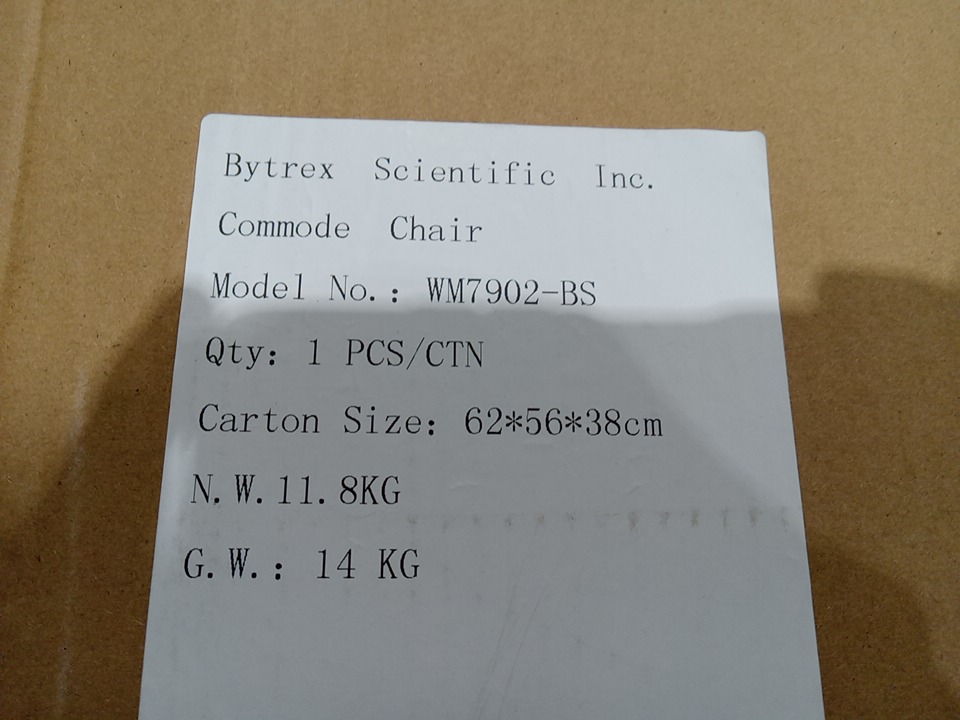 Bytrex Scientific Inc.
Commode Chair
Model No.: WM7902-BS
Qty: 1 PCS/CTN
Carton Size: 62*56*38cm
N.W.11.8KG
G.W.: 14 KG